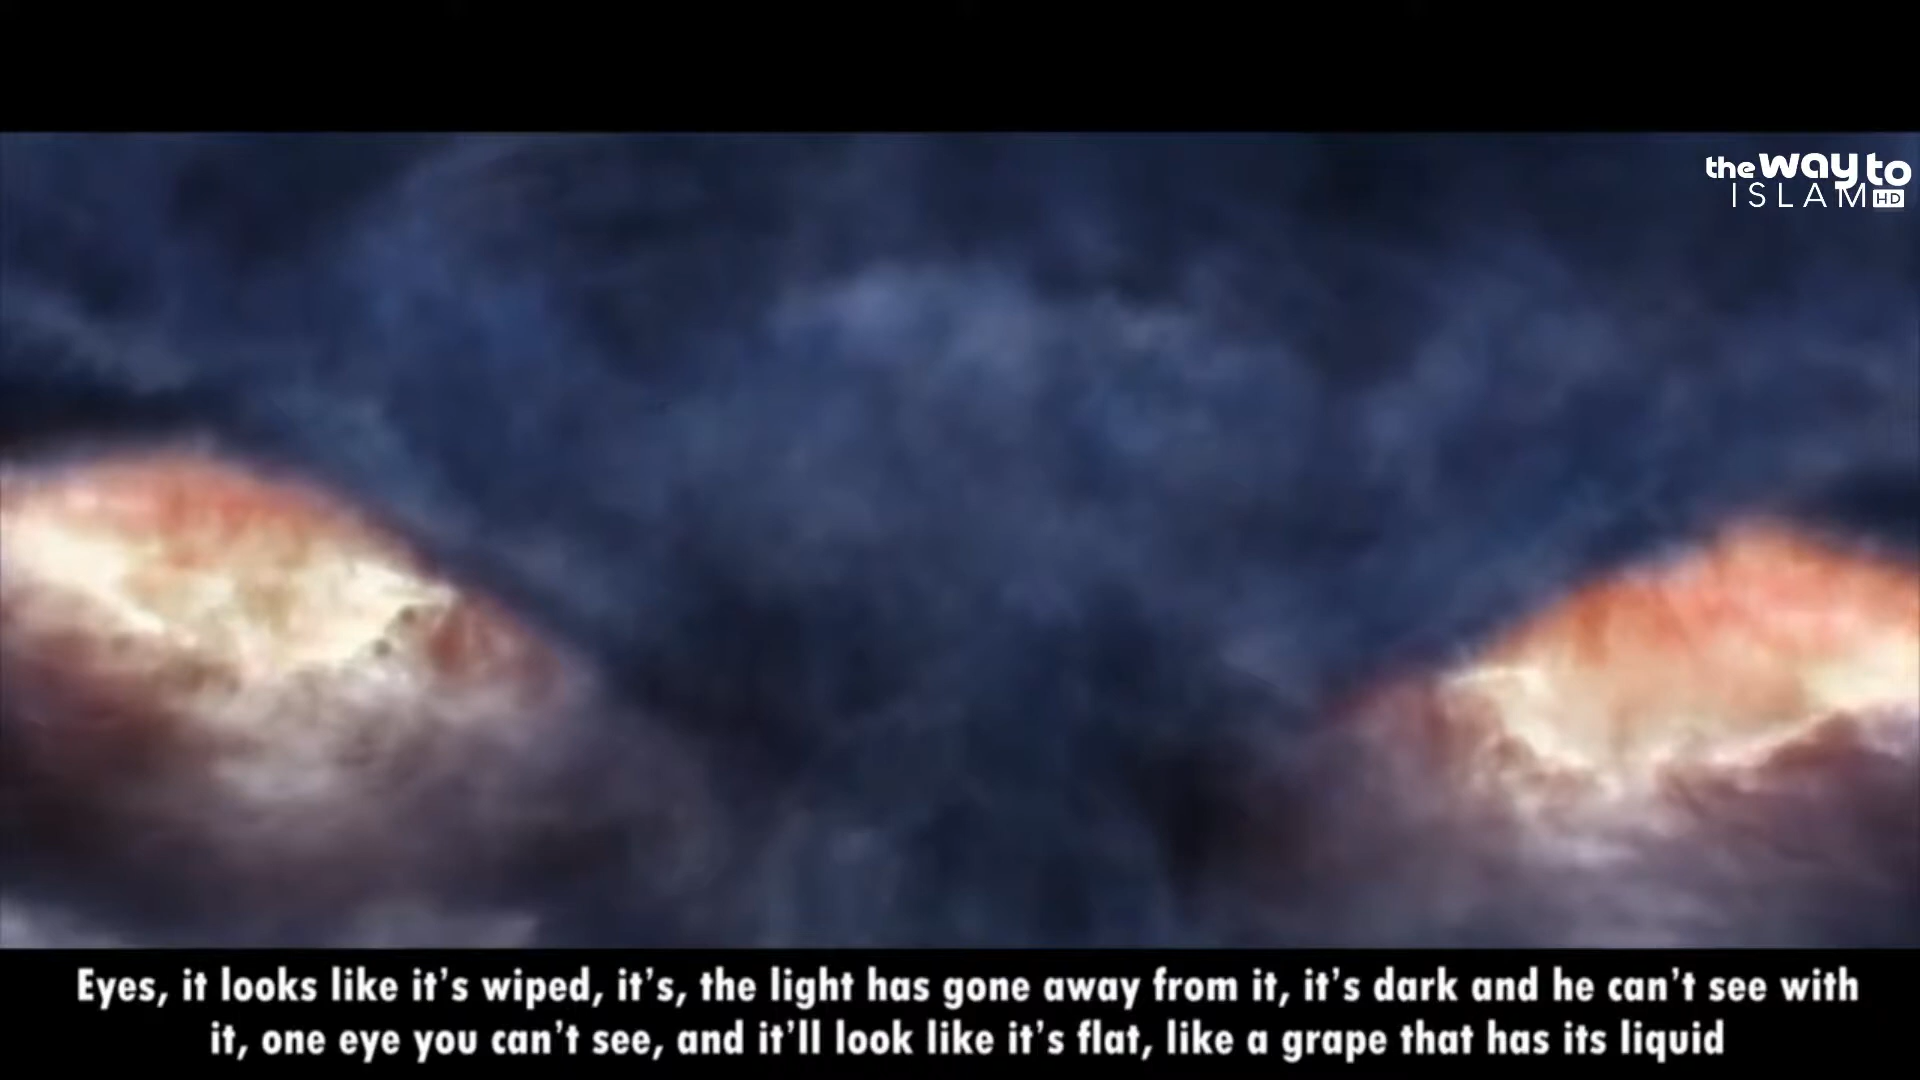 the way to
ISLAM HD
Eyes, it looks like it's wiped, it's, the light has gone away from it, it's dark and he can't see with
it, one eye you can't see, and it'll look like it's flat, like a grape that has its liquid